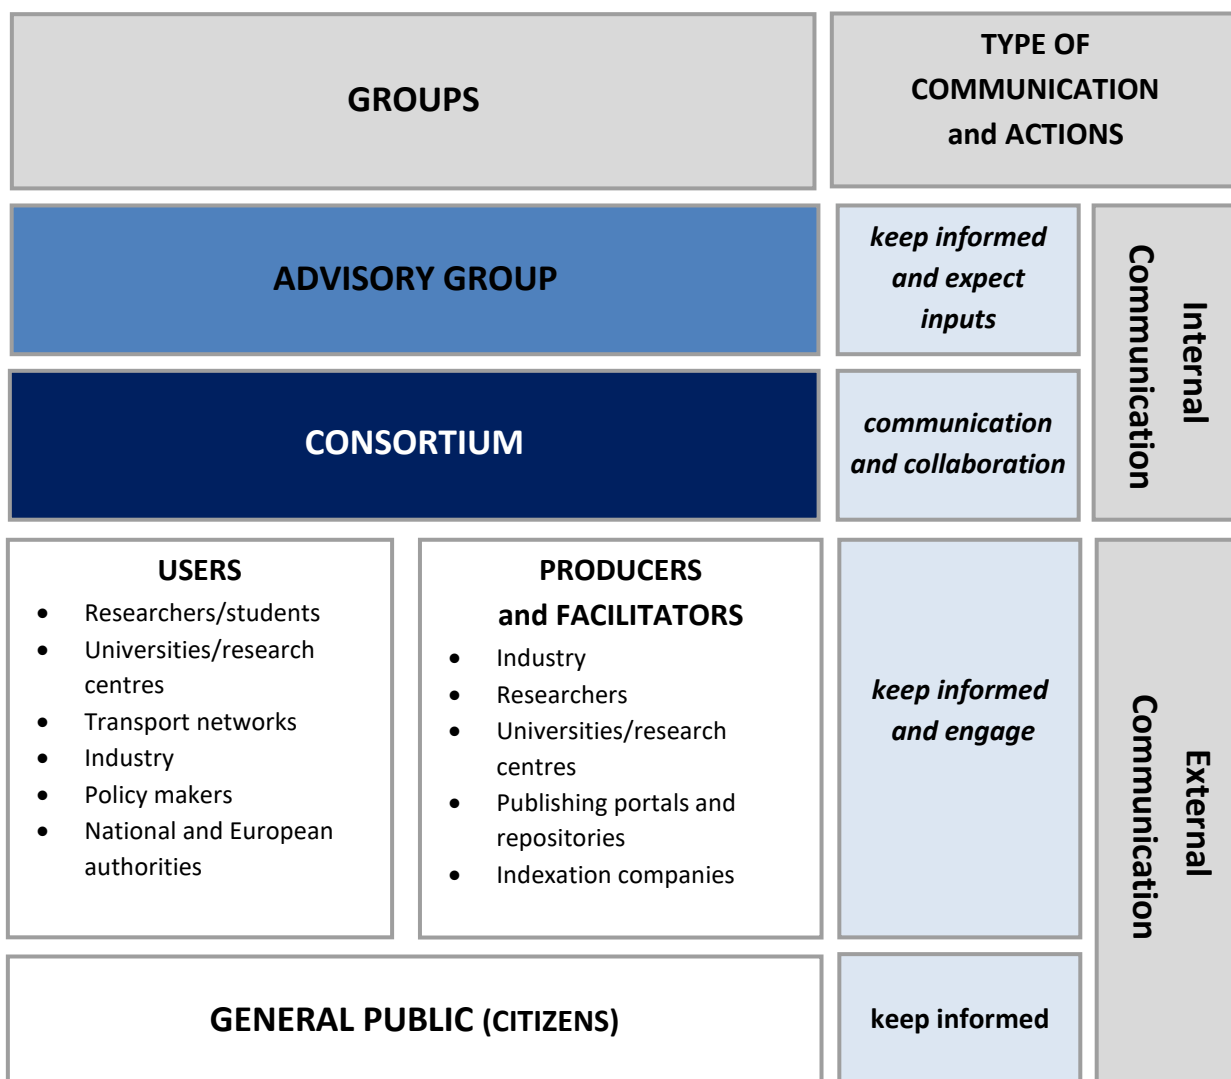 GROUPS
TYPE OF
COMMUNICATION
and ACTIONS
ADVISORY GROUP
keep informed
and expect
inputs
Internal
Communication
CONSORTIUM
communication
and collaboration
USERS
• Researchers/students
• Universities/research
centres
• Transport networks
• Industry
• Policy makers
• National and European
authorities
PRODUCERS
and FACILITATORS
• Industry
• Researchers
• Universities/research
centres
• Publishing portals and
repositories
• Indexation companies
keep informed
and engage
External
Communication
GENERAL PUBLIC (CITIZENS)
keep informed